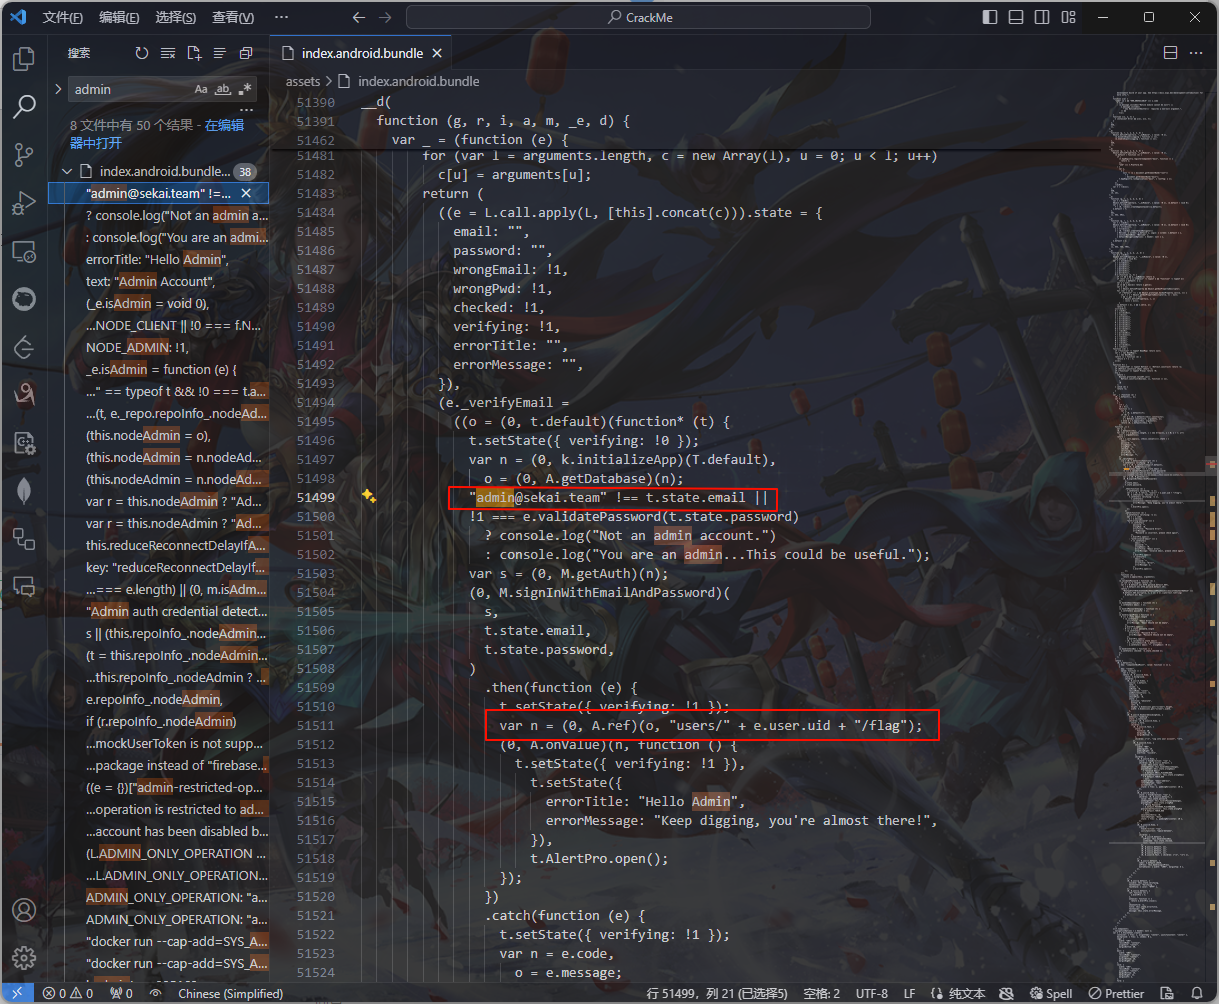 文件(F) 编辑(E) 选择(S) 查看(V) ··· CrackMe
搜索
index.android.bundle
admin
Aa ab
assets > index.android.bundle
8 文件中有 50 个结果 - 在编辑
器中打开
index.android.bundle... 38
"admin@sekai.team" !=...
? console.log("Not an admin a...
: console.log("You are an admi...
errorTitle: "Hello Admin",
text: "Admin Account",
(_e.isAdmin = void 0),
...NODE_CLIENT || !0 === f.N...
NODE_ADMIN: !1,
_e.isAdmin = function (e) {
..." == typeof t && !0 === t.a...
...(t, e._repo.repoInfo_.nodeAd...
(this.nodeAdmin = o),
(this.nodeAdmin = n.nodeAd...
(this.nodeAdmin = n.nodeAd...
var r = this.nodeAdmin ? "Ad...
var r = this.nodeAdmin ? "Ad...
this.reduceReconnectDelayIfA...
key: "reduceReconnectDelayIf...
...=== e.length) || (0, m.isAdm...
"Admin auth credential detect...
s || (this.repoInfo_.nodeAdmin...
(t = this.repoInfo_.nodeAdmin...
...this.repoInfo_.nodeAdmin ? ...
e.repoInfo_.nodeAdmin,
if (r.repoInfo_.nodeAdmin)
...mockUserToken is not supp...
...package instead of "firebase...
((e = {})["admin-restricted-op...
...operation is restricted to ad...
...account has been disabled b...
(L.ADMIN_ONLY_OPERATION ...
...L.ADMIN_ONLY_OPERATION...
ADMIN_ONLY_OPERATION: "a...
ADMIN_ONLY_OPERATION: "a...
"docker run --cap-add=SYS_A...
"docker run --cap-add=SYS_A...
51390 __d(
51391 function (g, r, i, a, m, _e, d) {
51462 var _ = (function (e) {
51481 for (var l = arguments.length, c = new Array(l), u = 0; u < l; u++)
51482 c[u] = arguments[u];
51483 return (
51484 ((e = L.call.apply(L, [this].concat(c))).state = {
51485 email: "",
51486 password: "",
51487 wrongEmail: !1,
51488 wrongPwd: !1,
51489 checked: !1,
51490 verifying: !1,
51491 errorTitle: "",
51492 errorMessage: "",
51493 }),
51494 (e._verifyEmail =
51495 ((o = (0, t.default)(function* (t) {
51496 t.setState({ verifying: !0 });
51497 var n = (0, k.initializeApp)(T.default),
51498 o = (0, A.getDatabase)(n);
51499 "admin@sekai.team" !== t.state.email ||
51500 !1 === e.validatePassword(t.state.password)
51501 ? console.log("Not an admin account.")
51502 : console.log("You are an admin...This could be useful.");
51503 var s = (0, M.getAuth)(n);
51504 (0, M.signInWithEmailAndPassword)(
51505 s,
51506 t.state.email,
51507 t.state.password,
51508 )
51509 .then(function (e) {
51510 t.setState({ verifying: !1 });
51511 var n = (0, A.ref)(o, "users/" + e.user.uid + "/flag");
51512 (0, A.onValue)(n, function () {
51513 t.setState({ verifying: !1 }),
51514 t.setState({
51515 errorTitle: "Hello Admin",
51516 errorMessage: "Keep digging, you're almost there!",
51517 }),
51518 t.AlertPro.open();
51519 });
51520 })
51521 .catch(function (e) {
51522 t.setState({ verifying: !1 });
51523 var n = e.code,
51524 o = e.message;
0 0 0 Chinese (Simplified) 行 51499，列 21 (已选择5) 空格: 2 UTF-8 LF 纯文本 Spell Prettier